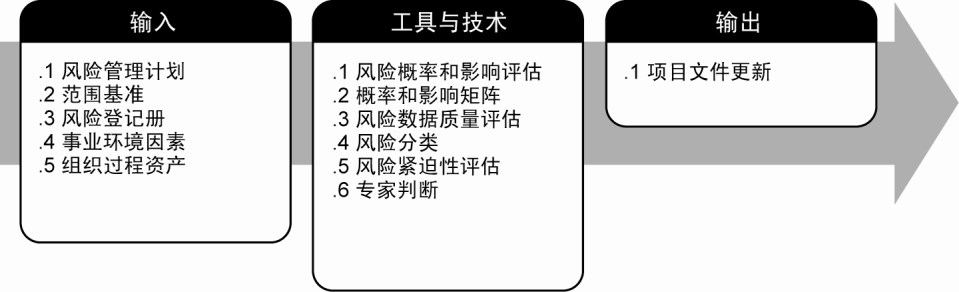 输入
.1 风险管理计划
.2 范围基准
.3 风险登记册
.4 事业环境因素
.5 组织过程资产
工具与技术
.1 风险概率和影响评估
.2 概率和影响矩阵
.3 风险数据质量评估
.4 风险分类
.5 风险紧迫性评估
.6 专家判断
输出
.1 项目文件更新